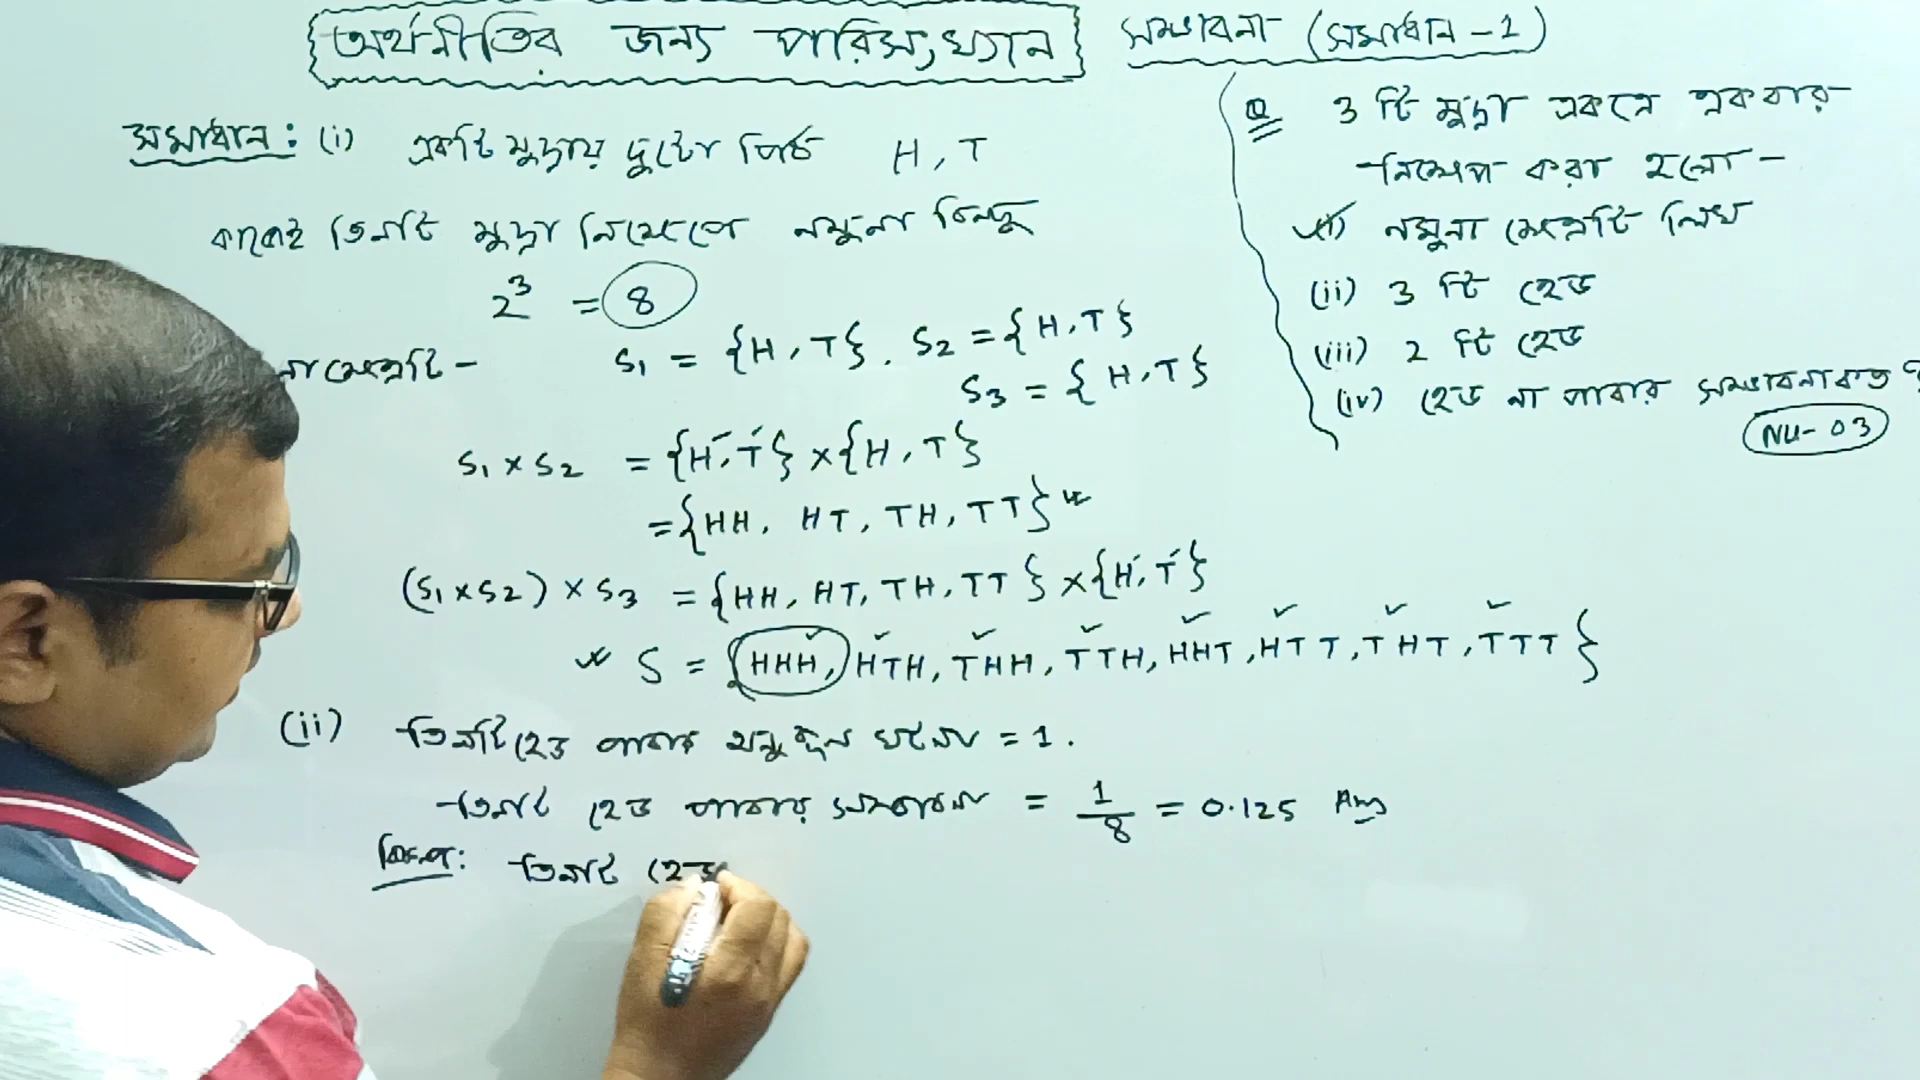 অর্থনীতির জন্য পরিসংখ্যান
সম্ভাবনা (সমাধান - 1)
Q 3 টি মুদ্রা একত্রে একবার
নিক্ষেপ করা হলো -
(i) নমুনা ক্ষেত্রটি লিখ
(ii) 3 টি হেড
(iii) 2 টি হেড
(iv) হেড না পাবার সম্ভাবনা কত ?
NU - 03
সমাধান : (i) একটি মুদ্রায় দুটো পিঠ H, T
কাজেই তিনটি মুদ্রা নিক্ষেপে নমুনা বিন্দু
2³ = 8
না ক্ষেত্রটি - S₁ = {H, T}. S₂ = {H, T}
S₃ = {H, T}
S₁ × S₂ = {H, T} × {H, T}
= {HH, HT, TH, TT}
(S₁ × S₂) × S₃ = {HH, HT, TH, TT} × {H, T}
S = {HHH, HTH, THH, TTH, HHT, HTT, THT, TTT}
(ii) তিনটি হেড পাবার অনুকূল ঘটনা = 1.
তিনটি হেড পাবার সম্ভাবনা = 1/8 = 0.125 Ans
বিকল্প: তিনটি হেড